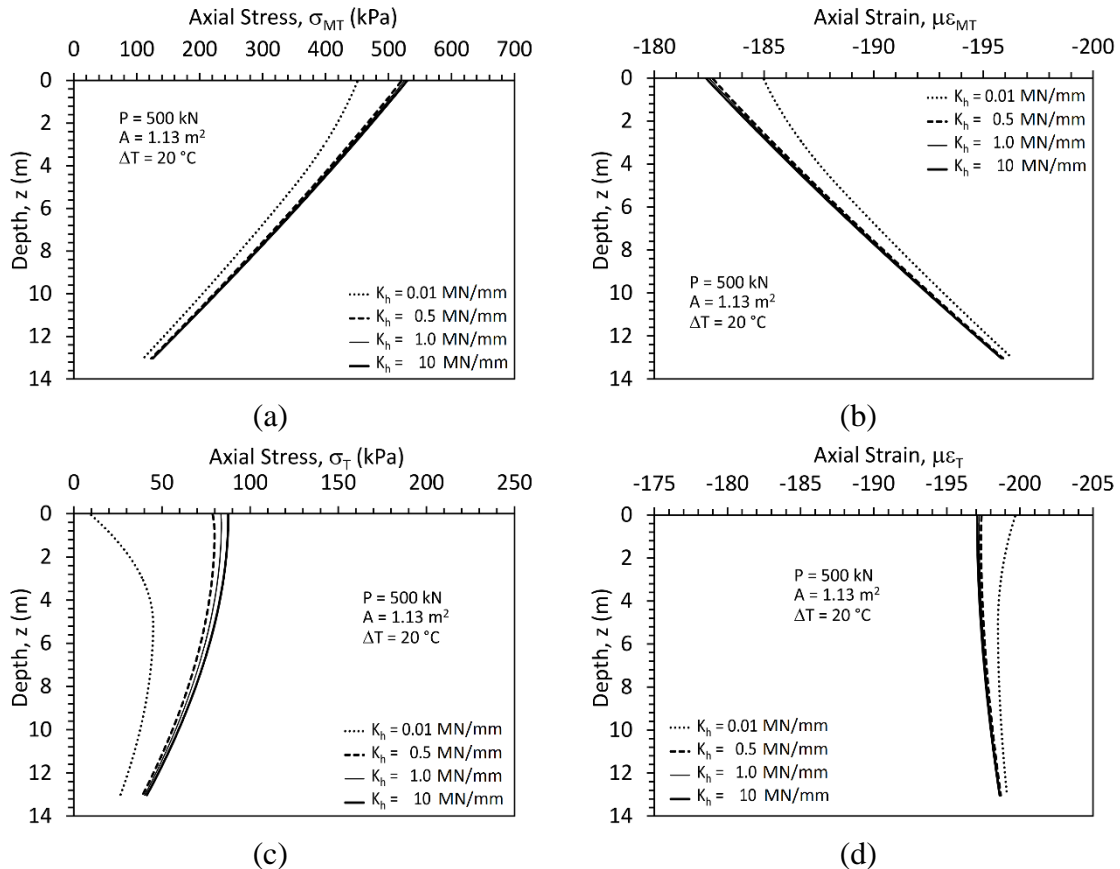 Axial Stress, σMT (kPa)
0 100 200 300 400 500 600 700
0
2
4
6
8
10
12
14
Depth, z (m)
P = 500 kN
A = 1.13 m²
ΔT = 20 °C
Kh = 0.01 MN/mm
Kh = 0.5 MN/mm
Kh = 1.0 MN/mm
Kh = 10 MN/mm
(a)
Axial Strain, μεMT
-180 -185 -190 -195 -200
0
2
4
6
8
10
12
14
Depth, z (m)
Kh = 0.01 MN/mm
Kh = 0.5 MN/mm
Kh = 1.0 MN/mm
Kh = 10 MN/mm
P = 500 kN
A = 1.13 m²
ΔT = 20 °C
(b)
Axial Stress, σT (kPa)
0 50 100 150 200 250
0
2
4
6
8
10
12
14
Depth, z (m)
P = 500 kN
A = 1.13 m²
ΔT = 20 °C
Kh = 0.01 MN/mm
Kh = 0.5 MN/mm
Kh = 1.0 MN/mm
Kh = 10 MN/mm
(c)
Axial Strain, μεT
-175 -180 -185 -190 -195 -200 -205
0
2
4
6
8
10
12
14
Depth, z (m)
P = 500 kN
A = 1.13 m²
ΔT = 20 °C
Kh = 0.01 MN/mm
Kh = 0.5 MN/mm
Kh = 1.0 MN/mm
Kh = 10 MN/mm
(d)